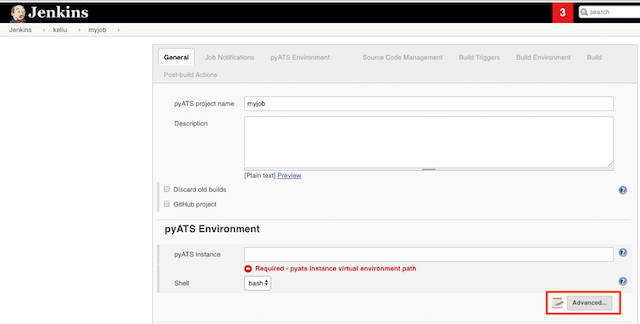 Jenkins
3
search
Jenkins › keliu › myjob ›
General Job Notifications pyATS Environment Source Code Management Build Triggers Build Environment Build
Post-build Actions
pyATS project name myjob
Description
[Plain text] Preview
Discard old builds
GitHub project
pyATS Environment
pyATS instance
Required - pyats instance virtual environment path
Shell bash
Advanced...